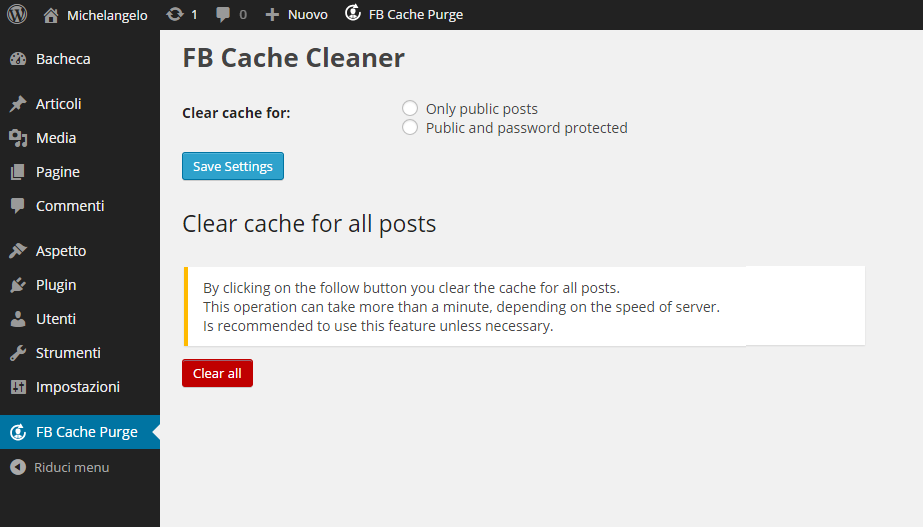 Michelangelo 1 0 Nuovo FB Cache Purge
Bacheca
Articoli
Media
Pagine
Commenti
Aspetto
Plugin
Utenti
Strumenti
Impostazioni
FB Cache Purge
Riduci menu
FB Cache Cleaner
Clear cache for:
Only public posts
Public and password protected
Save Settings
Clear cache for all posts
By clicking on the follow button you clear the cache for all posts.
This operation can take more than a minute, depending on the speed of server.
Is recommended to use this feature unless necessary.
Clear all